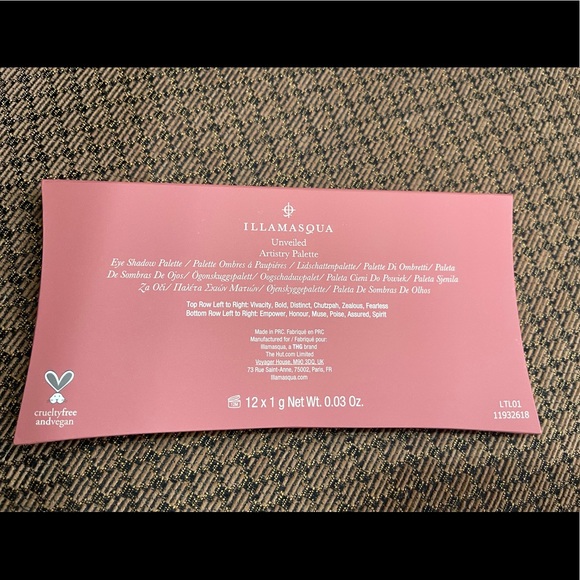 ILLAMASQUA
Unveiled
Artistry Palette
Eye Shadow Palette / Palette Ombres á Paupières / Lidschattenpalette / Palette Di Ombretti/ Paleta
De Sombras De Ojos/ Ögonskuggspalett/ Oogschaduwpalet/ Paleta Cieni Do Powiek/ Paleta Sjenila
Za Oči/ Παλέτα Σκιών Ματιών/ Øjenskyggepalette/ Paleta De Sombras De Olhos
Top Row Left to Right: Vivacity, Bold, Distinct, Chutzpah, Zealous, Fearless
Bottom Row Left to Right: Empower, Honour, Muse, Poise, Assured, Spirit
Made in PRC. Fabriqué en PRC
Manufactured for / Fabriqué pour:
Illamasqua, a THG brand
The Hut.com Limited
Voyager House, M90 3DQ, UK
73 Rue Saint-Anne, 75002, Paris, FR
Illamasqua.com
12 x 1 g Net Wt. 0.03 Oz.
crueltyfree
andvegan
LTL01
11932618